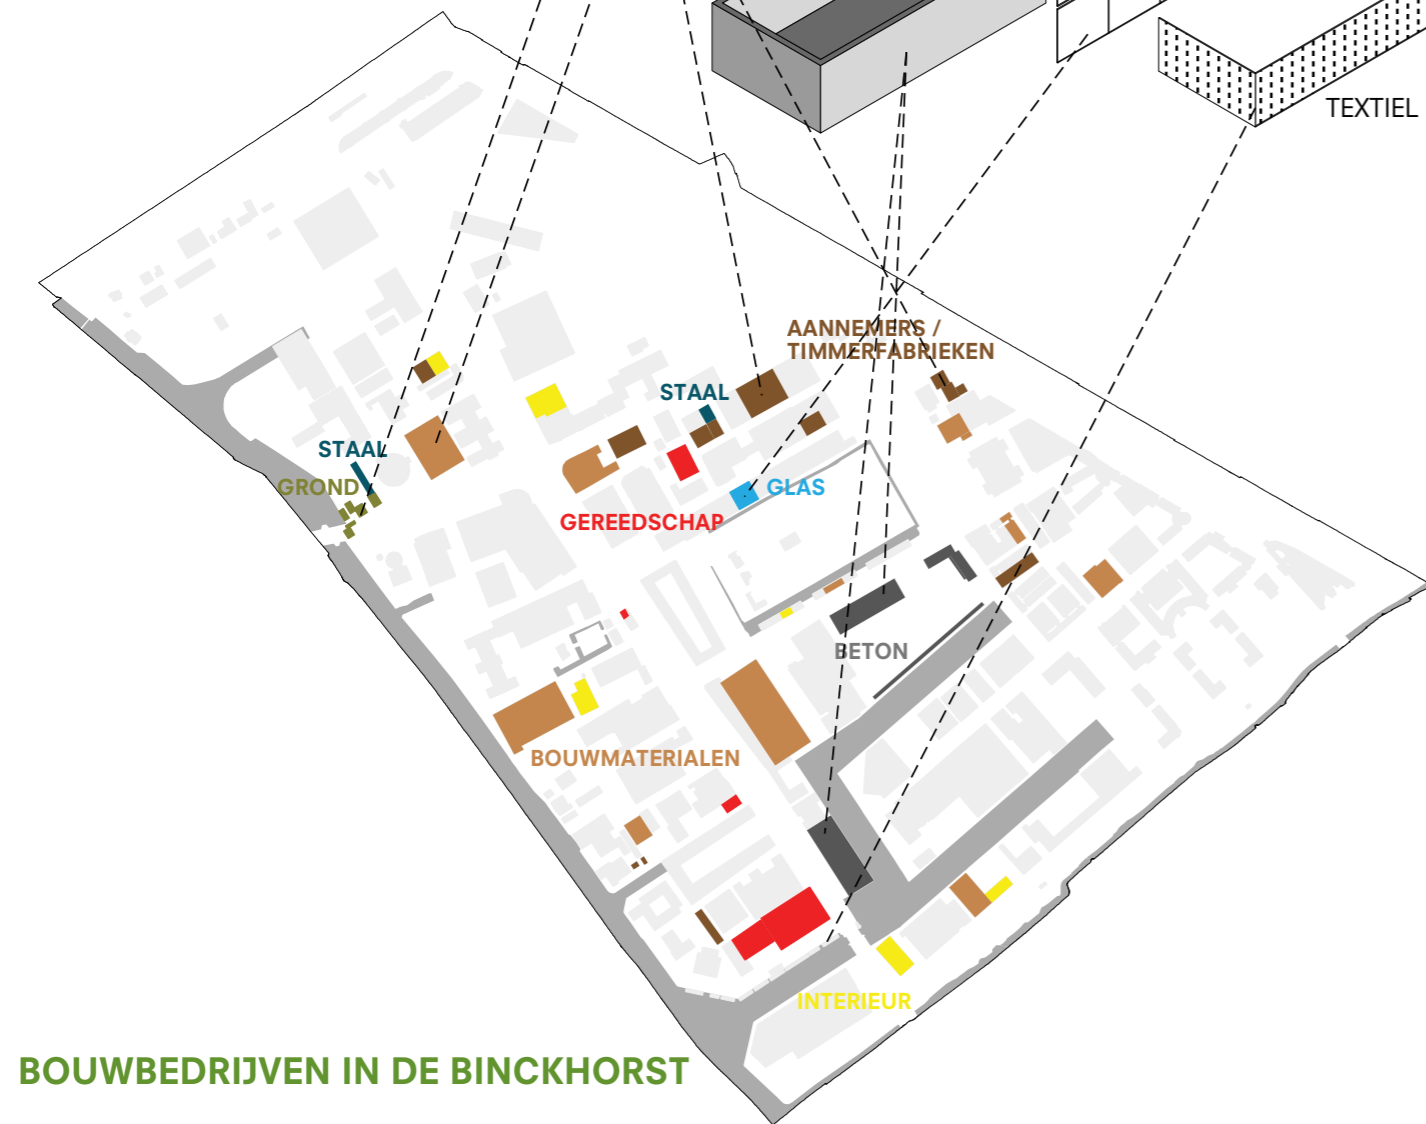 TEXTIEL
AANNEMERS /
TIMMERFABRIEKEN
STAAL
STAAL
GROND
GLAS
GEREEDSCHAP
BETON
BOUWMATERIALEN
INTERIEUR
BOUWBEDRIJVEN IN DE BINCKHORST